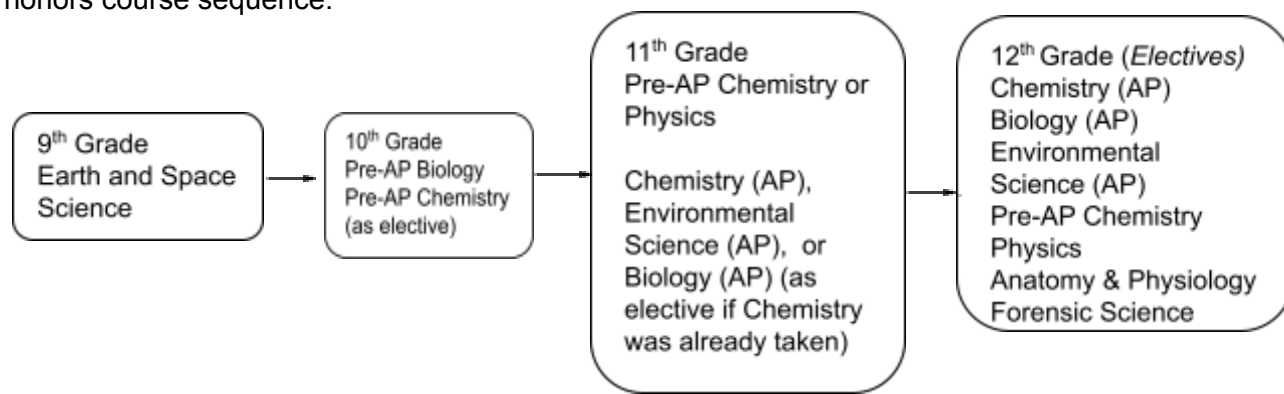 honors course sequence:
9th Grade
Earth and Space
Science
10th Grade
Pre-AP Biology
Pre-AP Chemistry
(as elective)
11th Grade
Pre-AP Chemistry or
Physics
Chemistry (AP),
Environmental
Science (AP),  or
Biology (AP) (as
elective if Chemistry
was already taken)
12th Grade (Electives)
Chemistry (AP)
Biology (AP)
Environmental
Science (AP)
Pre-AP Chemistry
Physics
Anatomy & Physiology
Forensic Science